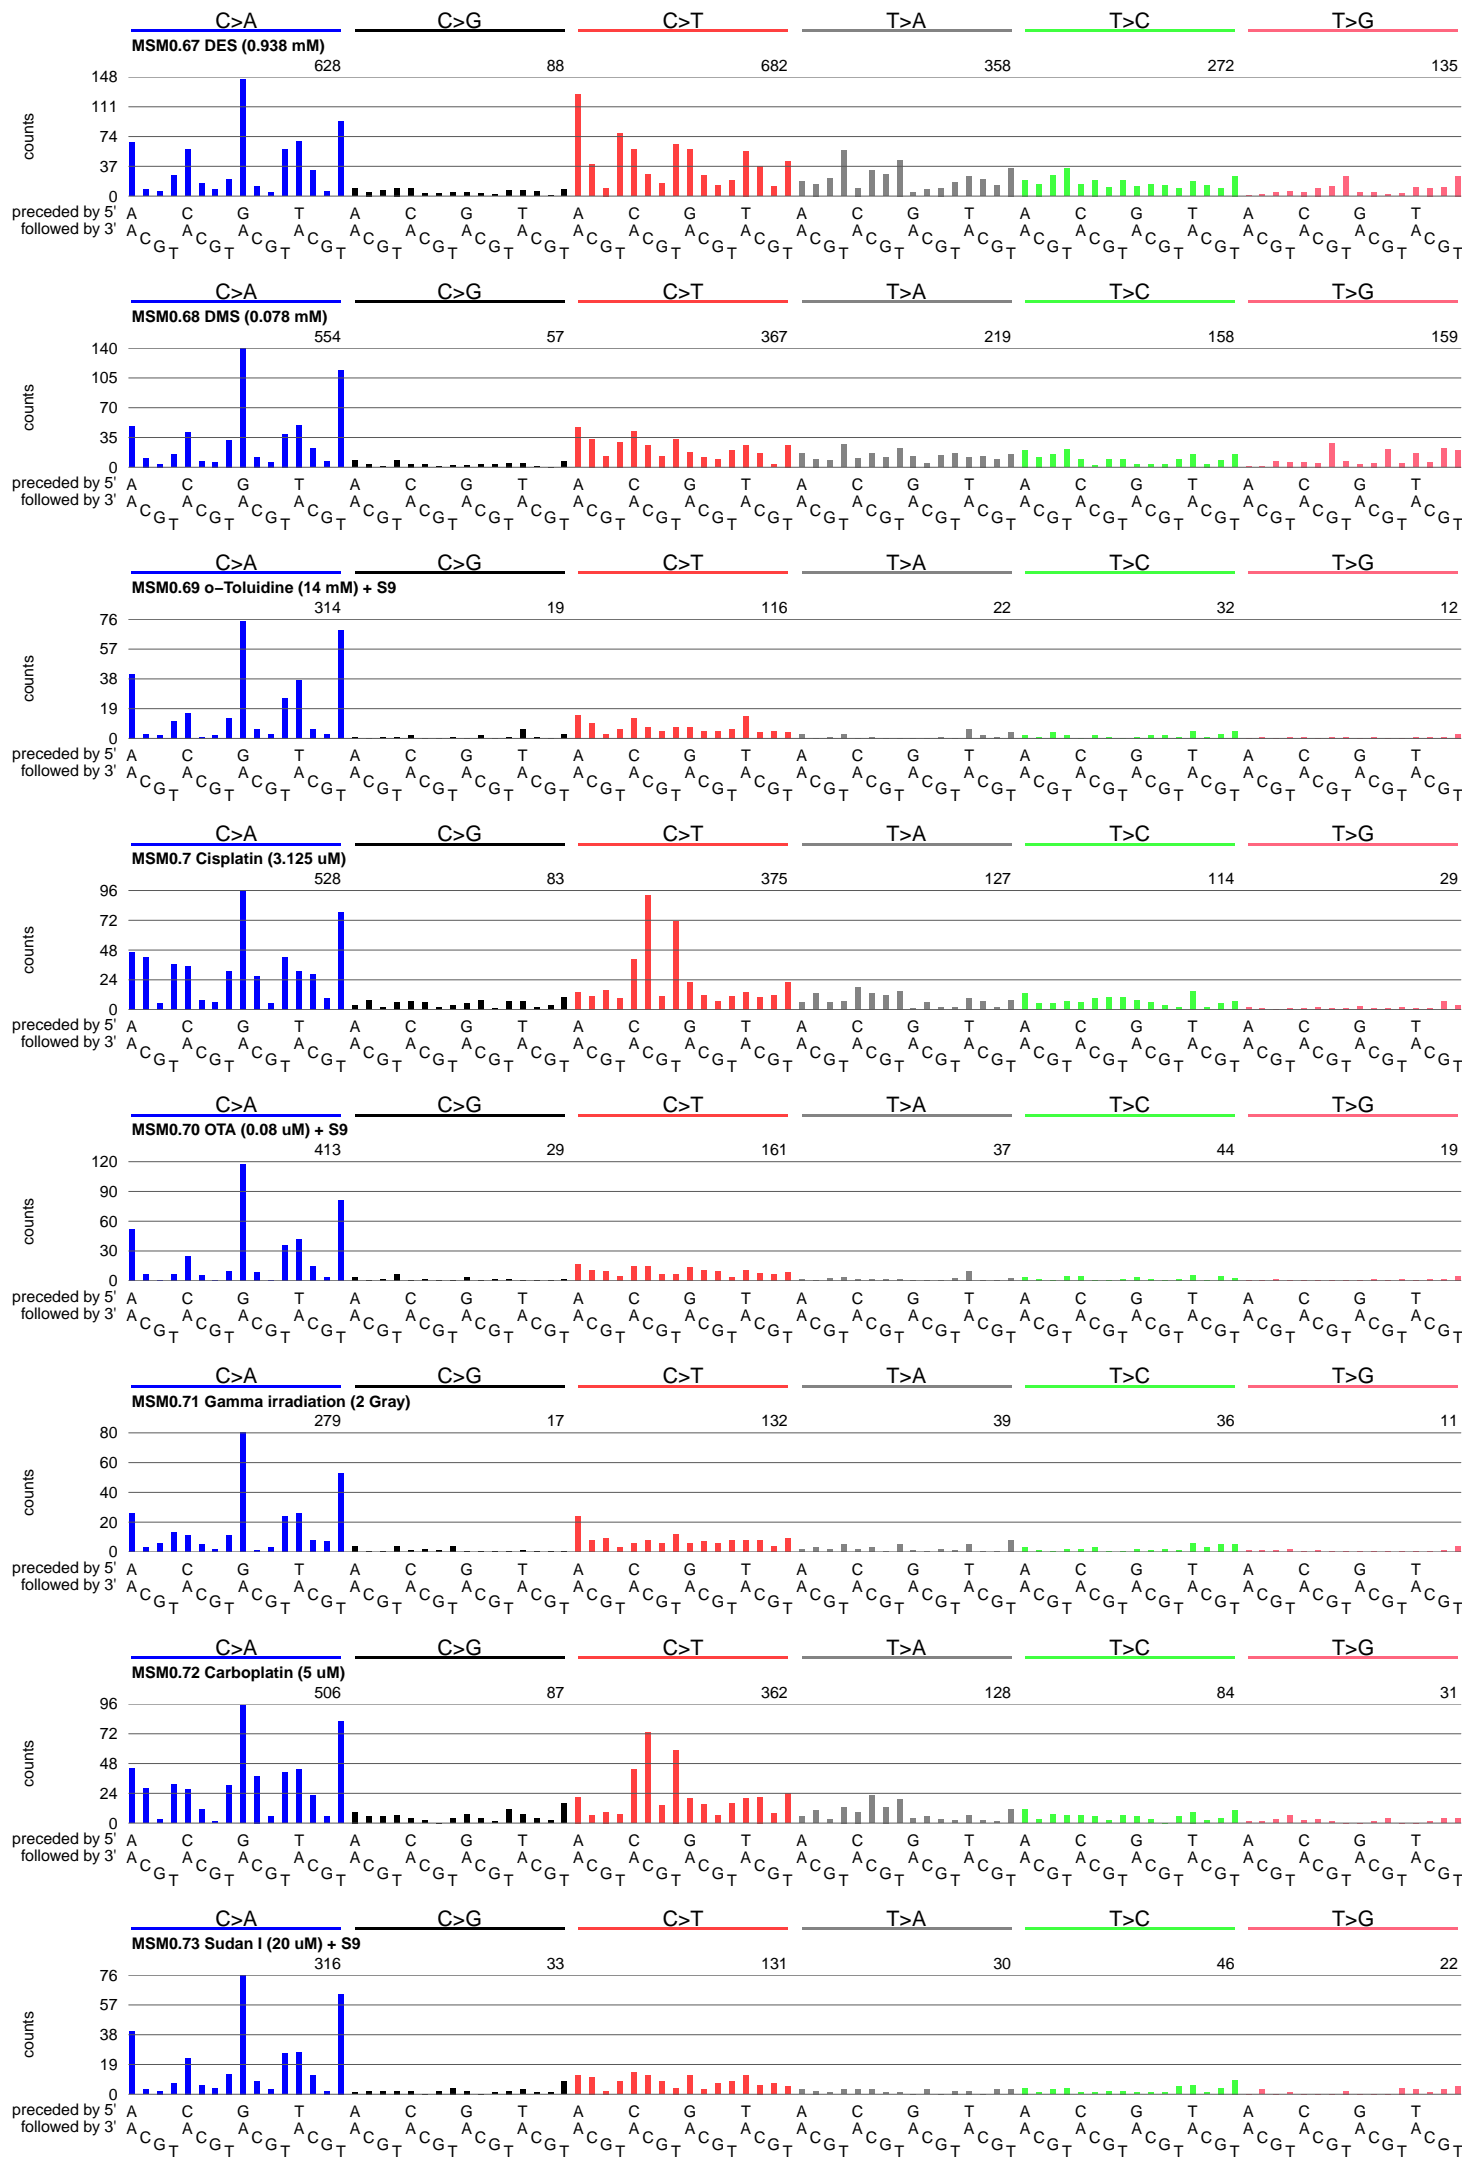 C>A C>G C>T T>A T>C T>G
MSM0.67 DES (0.938 mM)
628 88 682 358 272 135
148
111
74
37
0
counts
preceded by 5' A C G T A C G T A C G T A C G T A C G T A C G T
followed by 3' A C G T A C G T A C G T A C G T A C G T A C G T A C G T A C G T A C G T A C G T A C G T A C G T A C G T A C G T A C G T A C G T A C G T A C G T A C G T A C G T A C G T A C G T A C G T A C G T
C>A C>G C>T T>A T>C T>G
MSM0.68 DMS (0.078 mM)
554 57 367 219 158 159
140
105
70
35
0
counts
preceded by 5' A C G T A C G T A C G T A C G T A C G T A C G T
followed by 3' A C G T A C G T A C G T A C G T A C G T A C G T A C G T A C G T A C G T A C G T A C G T A C G T A C G T A C G T A C G T A C G T A C G T A C G T A C G T A C G T A C G T A C G T A C G T A C G T
C>A C>G C>T T>A T>C T>G
MSM0.69 o−Toluidine (14 mM) + S9
314 19 116 22 32 12
76
57
38
19
0
counts
preceded by 5' A C G T A C G T A C G T A C G T A C G T A C G T
followed by 3' A C G T A C G T A C G T A C G T A C G T A C G T A C G T A C G T A C G T A C G T A C G T A C G T A C G T A C G T A C G T A C G T A C G T A C G T A C G T A C G T A C G T A C G T A C G T A C G T
C>A C>G C>T T>A T>C T>G
MSM0.7 Cisplatin (3.125 uM)
528 83 375 127 114 29
96
72
48
24
0
counts
preceded by 5' A C G T A C G T A C G T A C G T A C G T A C G T
followed by 3' A C G T A C G T A C G T A C G T A C G T A C G T A C G T A C G T A C G T A C G T A C G T A C G T A C G T A C G T A C G T A C G T A C G T A C G T A C G T A C G T A C G T A C G T A C G T A C G T
C>A C>G C>T T>A T>C T>G
MSM0.70 OTA (0.08 uM) + S9
413 29 161 37 44 19
120
90
60
30
0
counts
preceded by 5' A C G T A C G T A C G T A C G T A C G T A C G T
followed by 3' A C G T A C G T A C G T A C G T A C G T A C G T A C G T A C G T A C G T A C G T A C G T A C G T A C G T A C G T A C G T A C G T A C G T A C G T A C G T A C G T A C G T A C G T A C G T A C G T
C>A C>G C>T T>A T>C T>G
MSM0.71 Gamma irradiation (2 Gray)
279 17 132 39 36 11
80
60
40
20
0
counts
preceded by 5' A C G T A C G T A C G T A C G T A C G T A C G T
followed by 3' A C G T A C G T A C G T A C G T A C G T A C G T A C G T A C G T A C G T A C G T A C G T A C G T A C G T A C G T A C G T A C G T A C G T A C G T A C G T A C G T A C G T A C G T A C G T A C G T
C>A C>G C>T T>A T>C T>G
MSM0.72 Carboplatin (5 uM)
506 87 362 128 84 31
96
72
48
24
0
counts
preceded by 5' A C G T A C G T A C G T A C G T A C G T A C G T
followed by 3' A C G T A C G T A C G T A C G T A C G T A C G T A C G T A C G T A C G T A C G T A C G T A C G T A C G T A C G T A C G T A C G T A C G T A C G T A C G T A C G T A C G T A C G T A C G T A C G T
C>A C>G C>T T>A T>C T>G
MSM0.73 Sudan I (20 uM) + S9
316 33 131 30 46 22
76
57
38
19
0
counts
preceded by 5' A C G T A C G T A C G T A C G T A C G T A C G T
followed by 3' A C G T A C G T A C G T A C G T A C G T A C G T A C G T A C G T A C G T A C G T A C G T A C G T A C G T A C G T A C G T A C G T A C G T A C G T A C G T A C G T A C G T A C G T A C G T A C G T